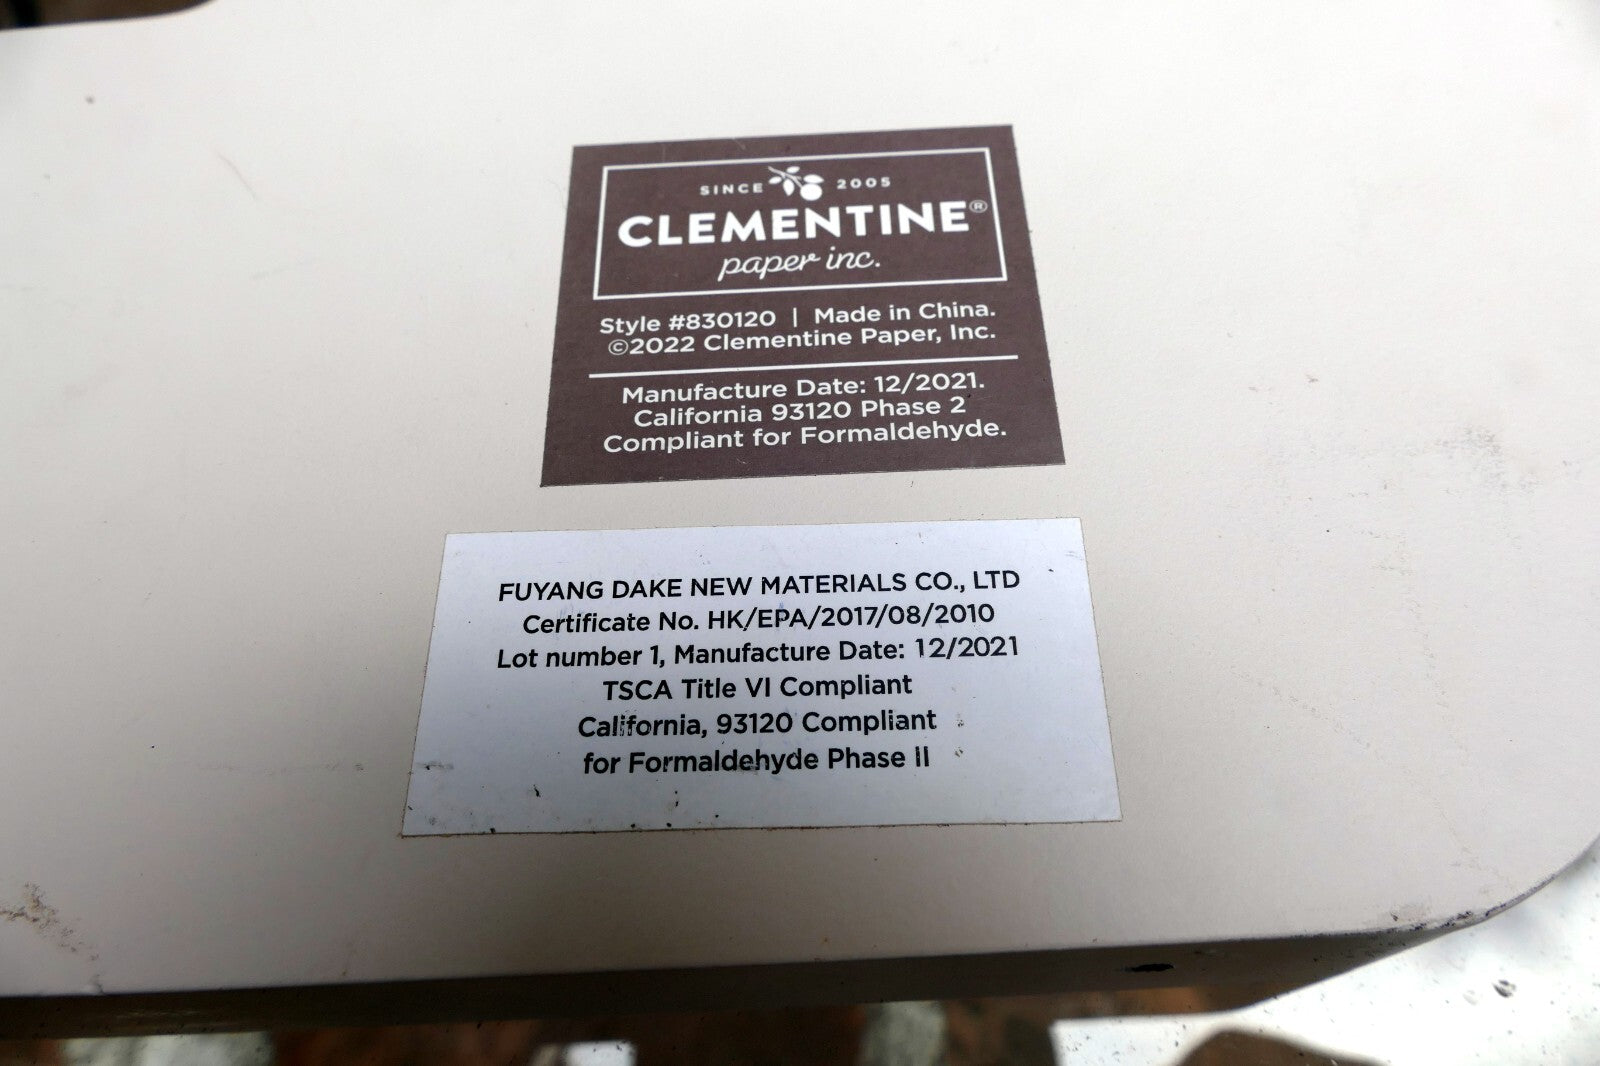 SINCE 2005
CLEMENTINE®
paper inc.
Style #830120 | Made in China.
©2022 Clementine Paper, Inc.
Manufacture Date: 12/2021.
California 93120 Phase 2
Compliant for Formaldehyde.
FUYANG DAKE NEW MATERIALS CO., LTD
Certificate No. HK/EPA/2017/08/2010
Lot number 1, Manufacture Date: 12/2021
TSCA Title VI Compliant
California, 93120 Compliant
for Formaldehyde Phase II